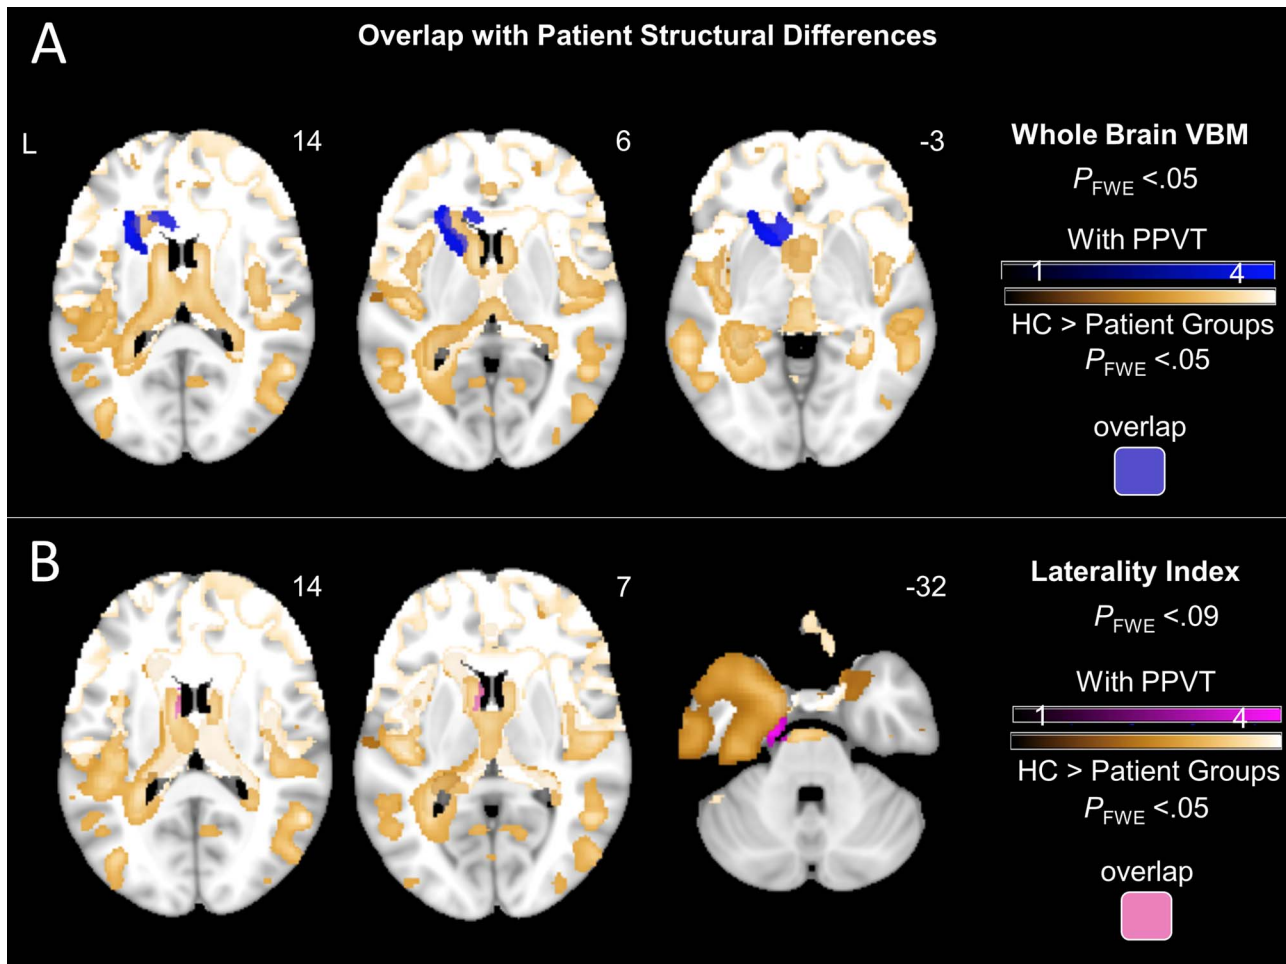 A
Overlap with Patient Structural Differences
L
14
6
-3
Whole Brain VBM
PFWE <.05
With PPVT
1 4
HC > Patient Groups
PFWE <.05
overlap
B
14
7
-32
Laterality Index
PFWE <.09
With PPVT
1 4
HC > Patient Groups
PFWE <.05
overlap